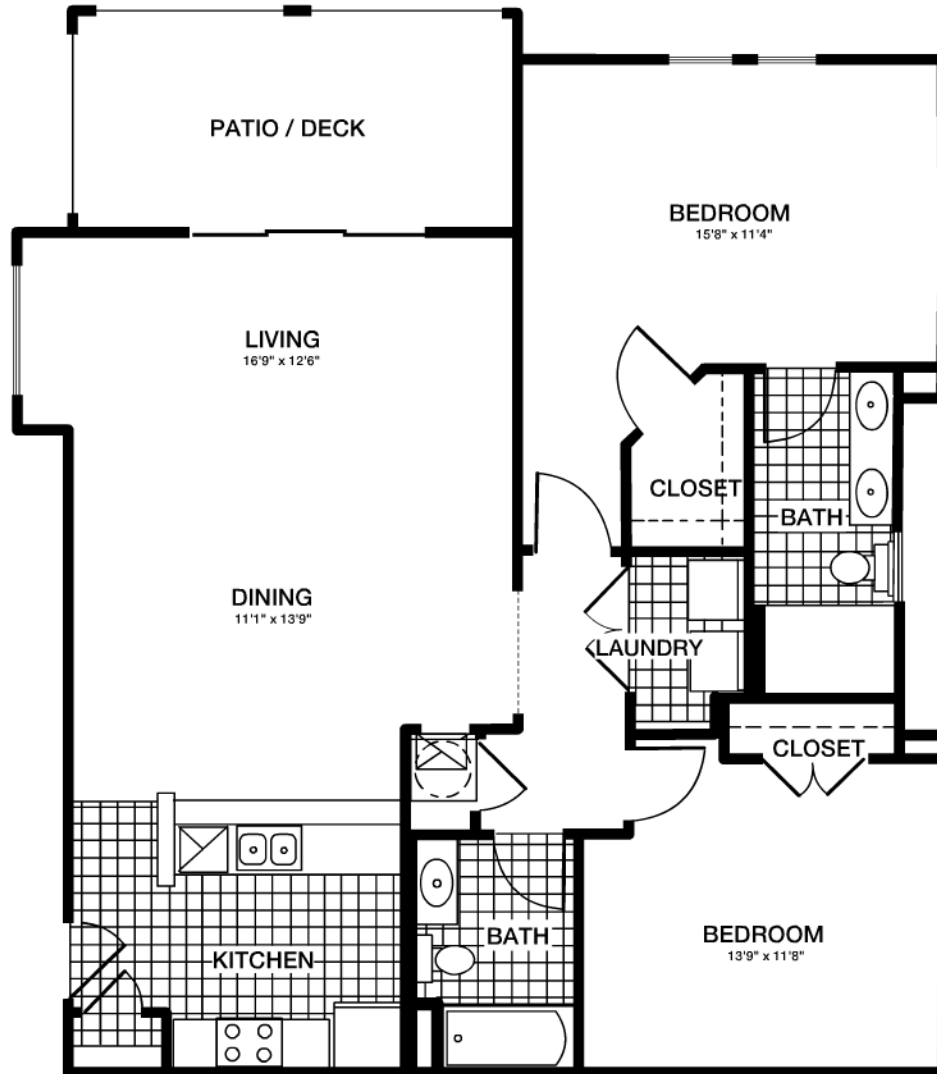 PATIO / DECK
BEDROOM
15'8" x 11'4"
LIVING
16'9" x 12'6"
CLOSET
BATH
DINING
11'1" x 13'9"
LAUNDRY
CLOSET
KITCHEN
BATH
BEDROOM
13'9" x 11'8"